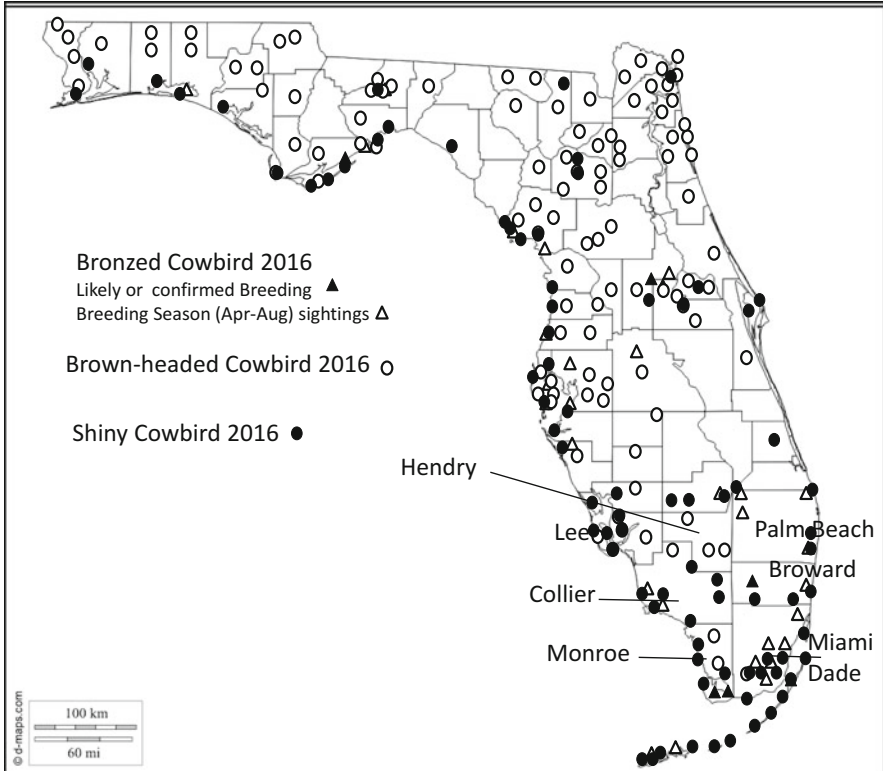 Bronzed Cowbird 2016
Likely or confirmed Breeding
Breeding Season (Apr-Aug) sightings
Brown-headed Cowbird 2016
Shiny Cowbird 2016
Hendry
Lee
Palm Beach
Broward
Collier
Miami
Monroe
Dade
100 km
60 mi
© d-maps.com